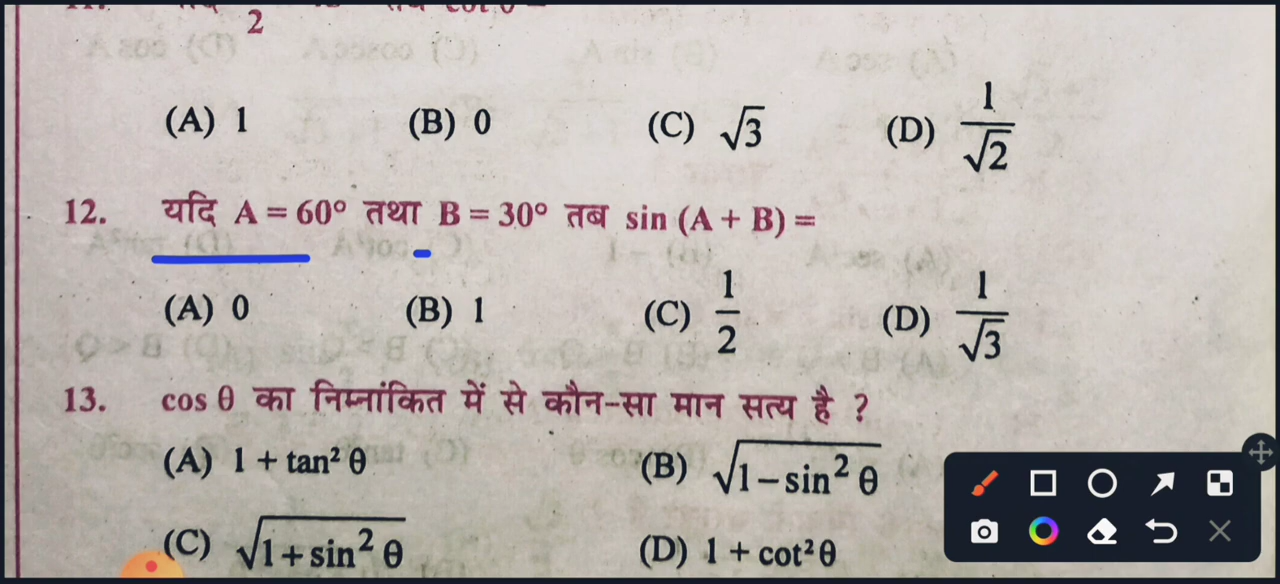 2
(A) 1 (B) 0 (C) √3 (D) 1/√2
12. यदि A = 60° तथा B = 30° तब sin (A + B) =
(A) 0 (B) 1 (C) 1/2 (D) 1/√3
13. cos θ का निम्नांकित में से कौन-सा मान सत्य है ?
(A) 1 + tan² θ (B) √1 – sin² θ
(C) √1 + sin² θ (D) 1 + cot² θ